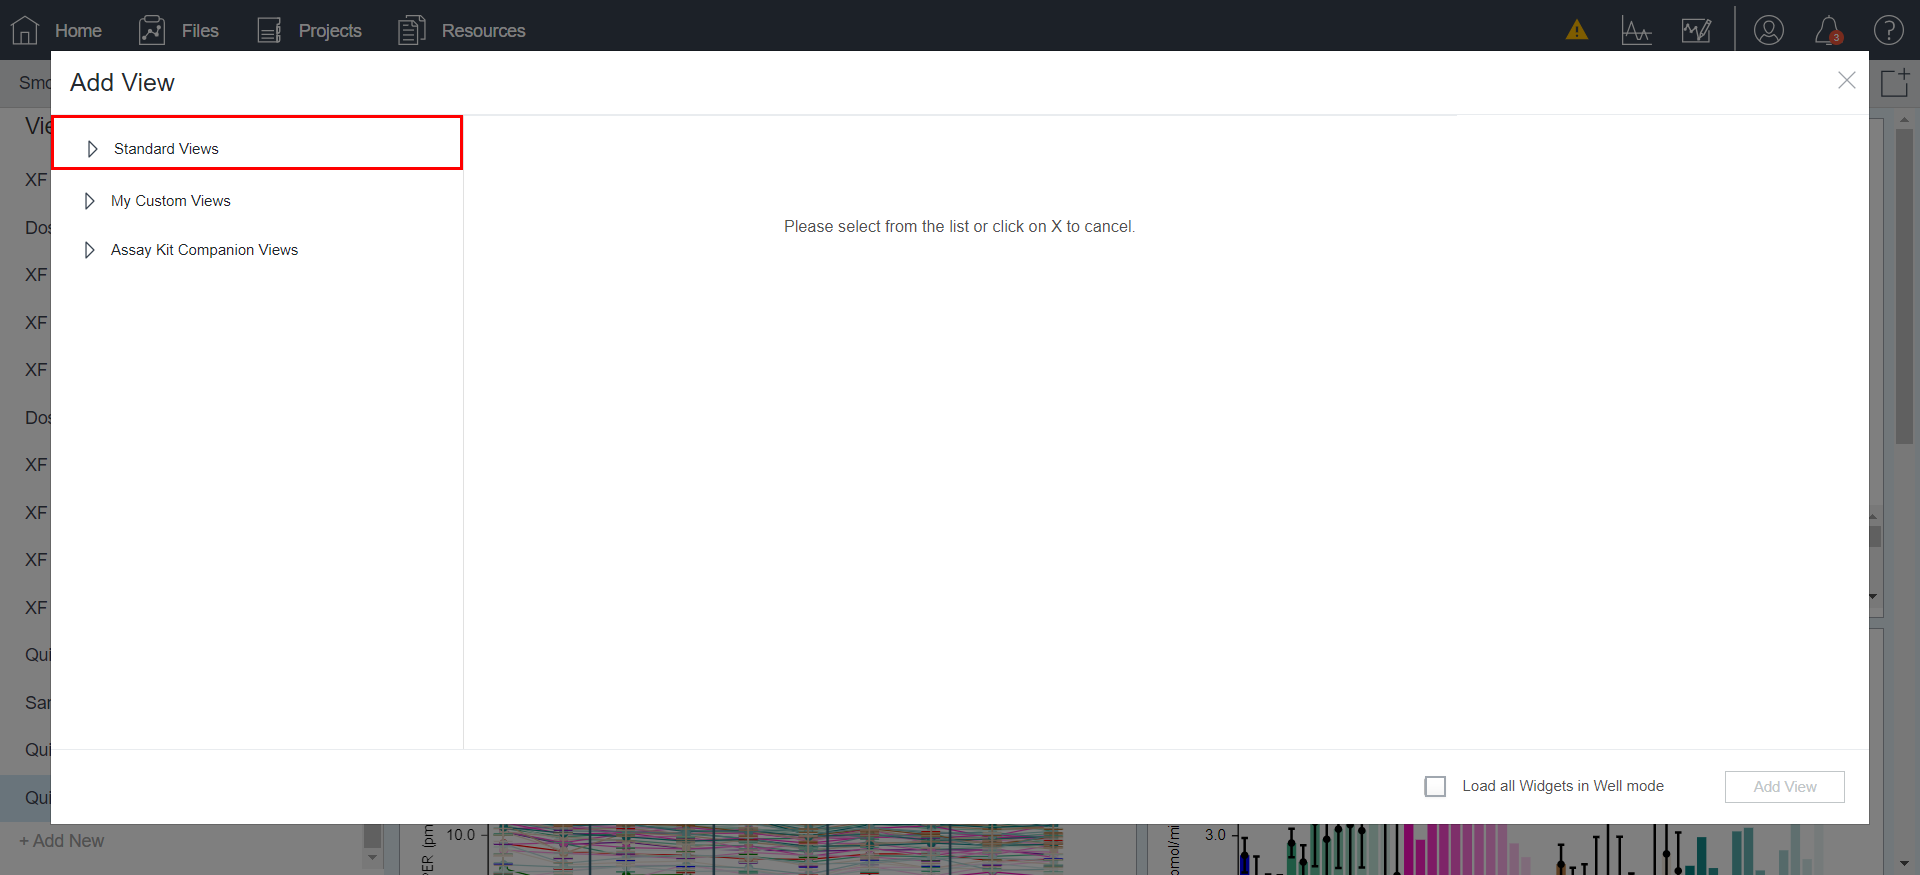 Home Files Projects Resources
3
Add View
Smo
Vie
Standard Views
XF
My Custom Views
Dos
Assay Kit Companion Views
Please select from the list or click on X to cancel.
XF
XF
XF
Dos
XF
XF
XF
XF
Qui
Sar
Qui
Qui
Load all Widgets in Well mode
Add View
+ Add New
10.0
PER (pm
3.0
pmol/mi